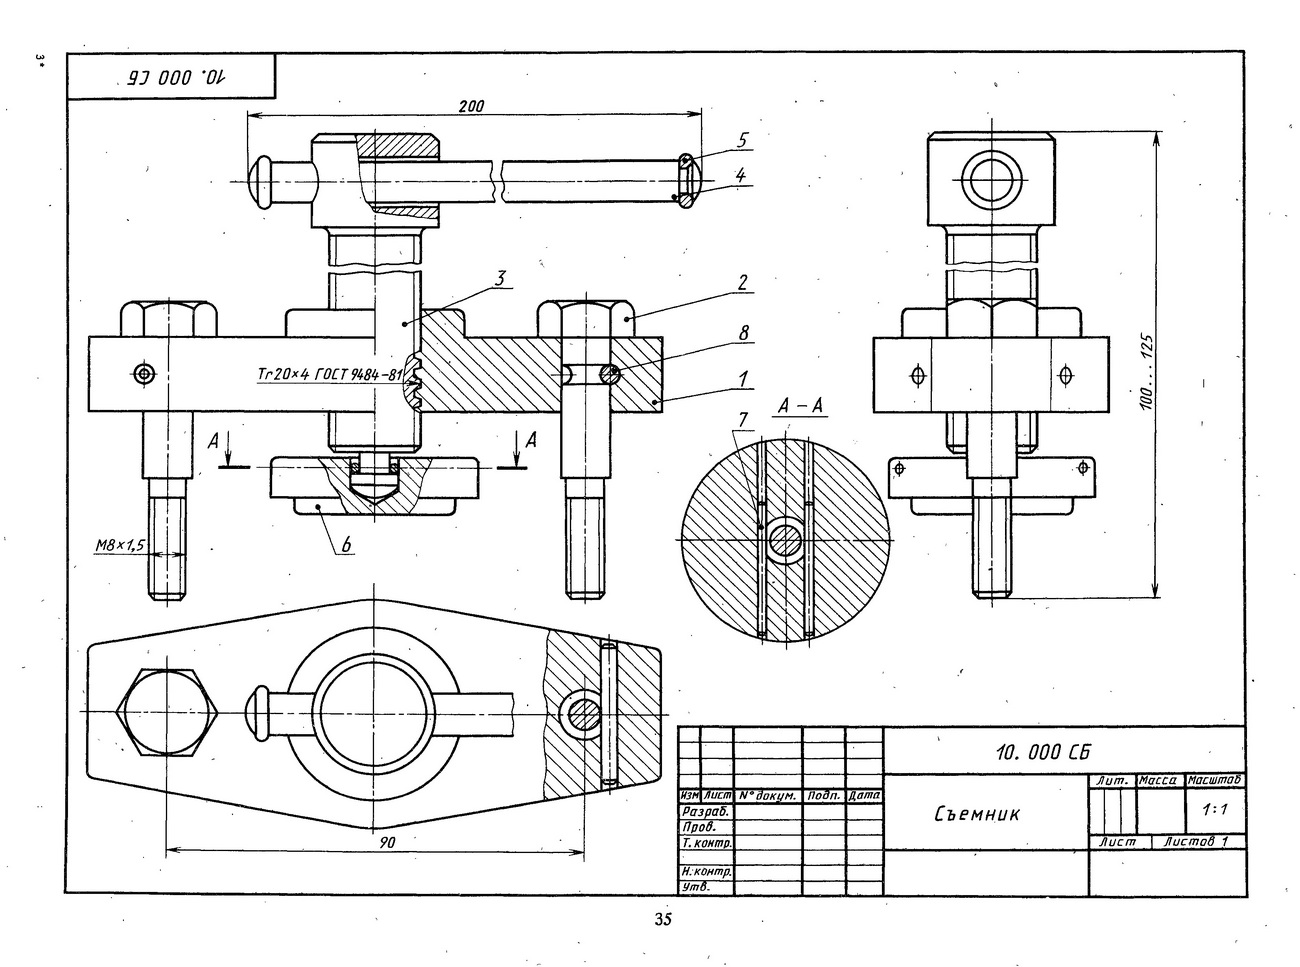 3*
10. 000 СБ
200
5
4
3
2
8
Tr20×4 ГОСТ 9484-81
1
А
А
А – А
7
100...125
М8×1,5
6
90
10. 000 СБ
Лит.
Масса
Масштаб
Изм
Лист
N° докум.
Подп.
Дата
Съемник
1:1
Разраб.
Пров.
Т. контр.
Лист
Листов 1
Н. контр.
Утв.
35